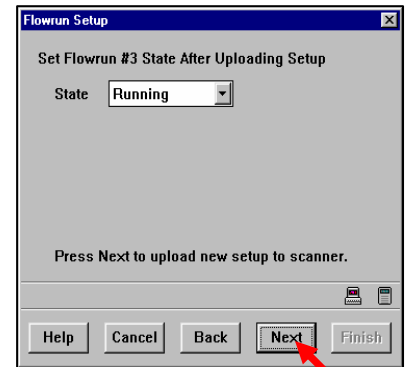 Flowrun Setup
Set Flowrun #3 State After Uploading Setup
State Running
Press Next to upload new setup to scanner.
Help Cancel Back Next Finish